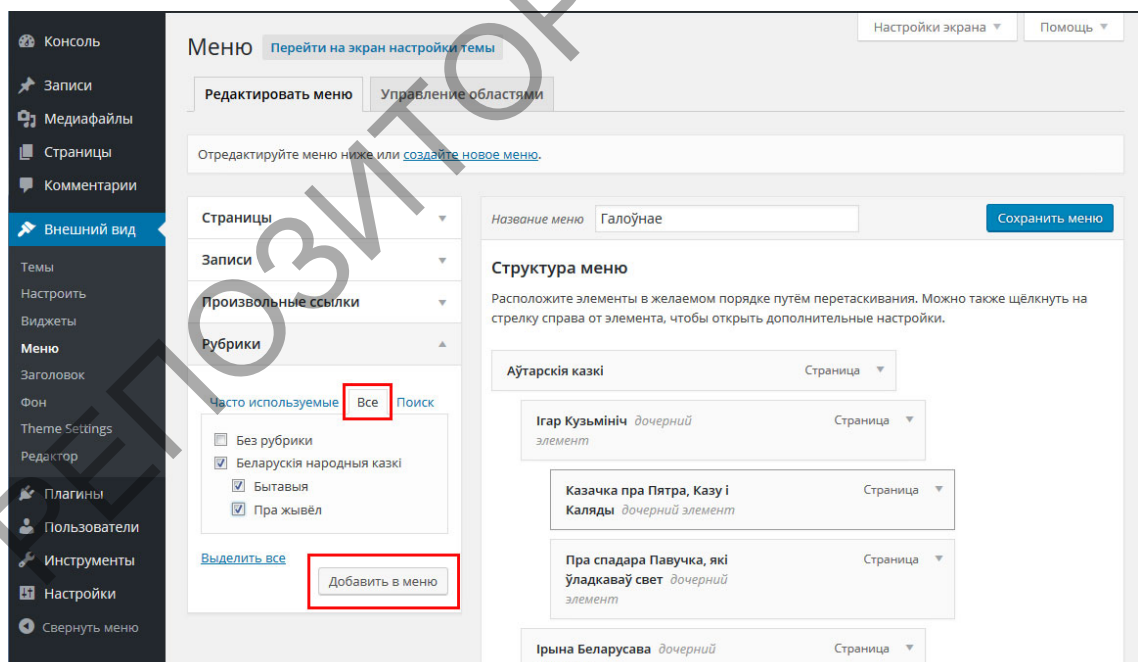 Консоль
Записи
Медиафайлы
Страницы
Комментарии
Внешний вид
Темы
Настроить
Виджеты
Меню
Заголовок
Фон
Theme Settings
Редактор
Плагины
Пользователи
Инструменты
Настройки
Свернуть меню
Настройки экрана
Помощь
Меню
Перейти на экран настройки темы
Редактировать меню
Управление областями
Отредактируйте меню ниже или создайте новое меню.
Страницы
Записи
Произвольные ссылки
Рубрики
Часто используемые
Все
Поиск
Без рубрики
Беларускія народныя казкі
Бытавыя
Пра жывёл
Выделить все
Добавить в меню
Название меню
Галоўнае
Сохранить меню
Структура меню
Расположите элементы в желаемом порядке путём перетаскивания. Можно также щёлкнуть на
стрелку справа от элемента, чтобы открыть дополнительные настройки.
Аўтарскія казкі
Страница
Ігар Кузьмініч дочерний
элемент
Страница
Казачка пра Пятра, Казу і
Каляды дочерний элемент
Страница
Пра спадара Павучка, які
ўладкаваў свет дочерний
элемент
Страница
Ірына Беларусава дочерний
Страница
РЕПОЗИТОР